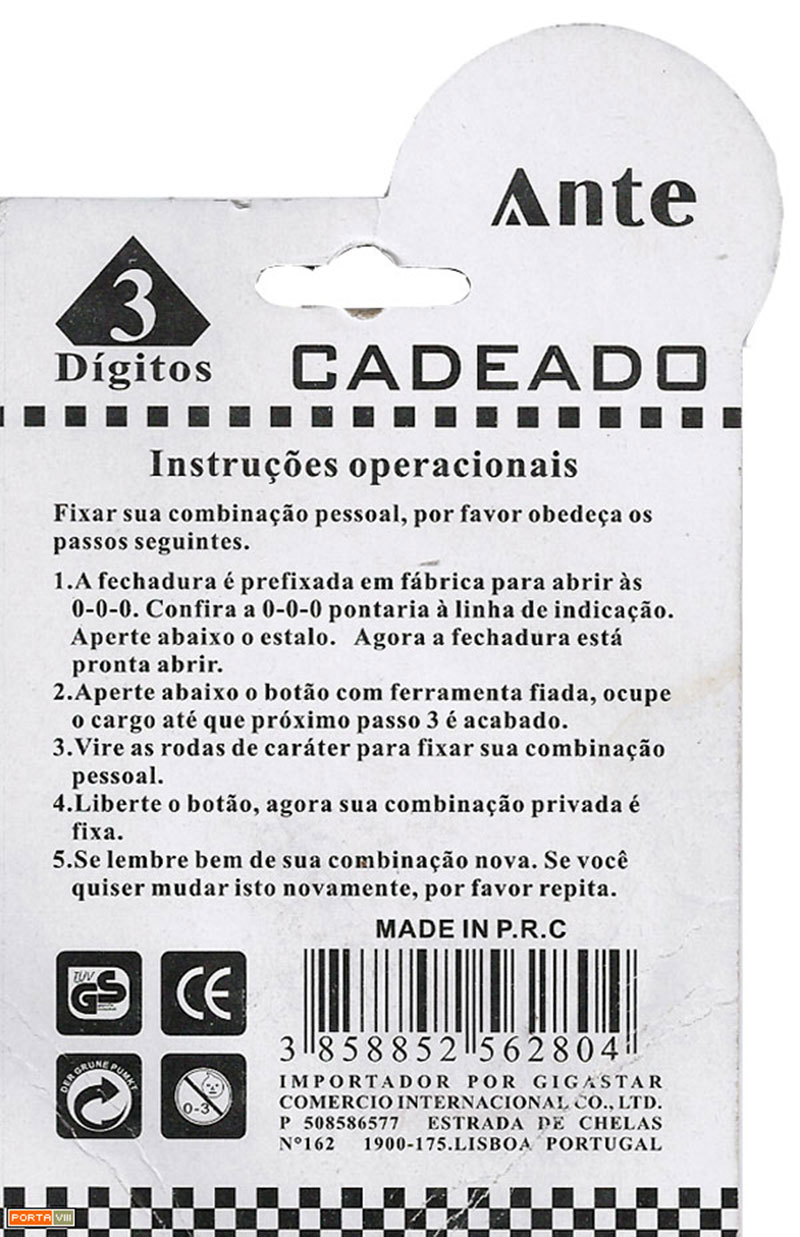 Ante
3
Dígitos
CADEADO
Instruções operacionais
Fixar sua combinação pessoal, por favor obedeça os
passos seguintes.
1.A fechadura é prefixada em fábrica para abrir às
0-0-0. Confira a 0-0-0 pontaria à linha de indicação.
Aperte abaixo o estalo. Agora a fechadura está
pronta abrir.
2.Aperte abaixo o botão com ferramenta fiada, ocupe
o cargo até que próximo passo 3 é acabado.
3.Vire as rodas de caráter para fixar sua combinação
pessoal.
4.Liberte o botão, agora sua combinação privada é
fixa.
5.Se lembre bem de sua combinação nova. Se você
quiser mudar isto novamente, por favor repita.
MADE IN P.R.C
TUV
GS
CE
DER GRUNE PUNKT
0-3
3 858852 562804
IMPORTADOR POR GIGASTAR
COMERCIO INTERNACIONAL CO., LTD.
P 508586577 ESTRADA DE CHELAS
Nº162 1900-175.LISBOA PORTUGAL
PORTA VIII